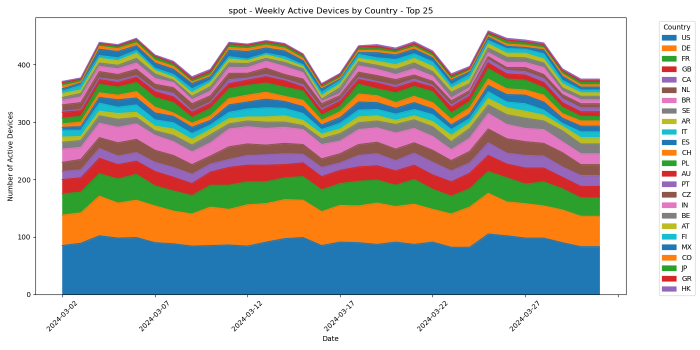 spot - Weekly Active Devices by Country - Top 25
Number of Active Devices
400
300
200
100
0
2024-03-02
2024-03-07
2024-03-12
2024-03-17
2024-03-22
2024-03-27
Date
Country
US
DE
FR
GB
CA
NL
BR
SE
AR
IT
ES
CH
PL
AU
PT
CZ
IN
BE
AT
FI
MX
CO
JP
GR
HK